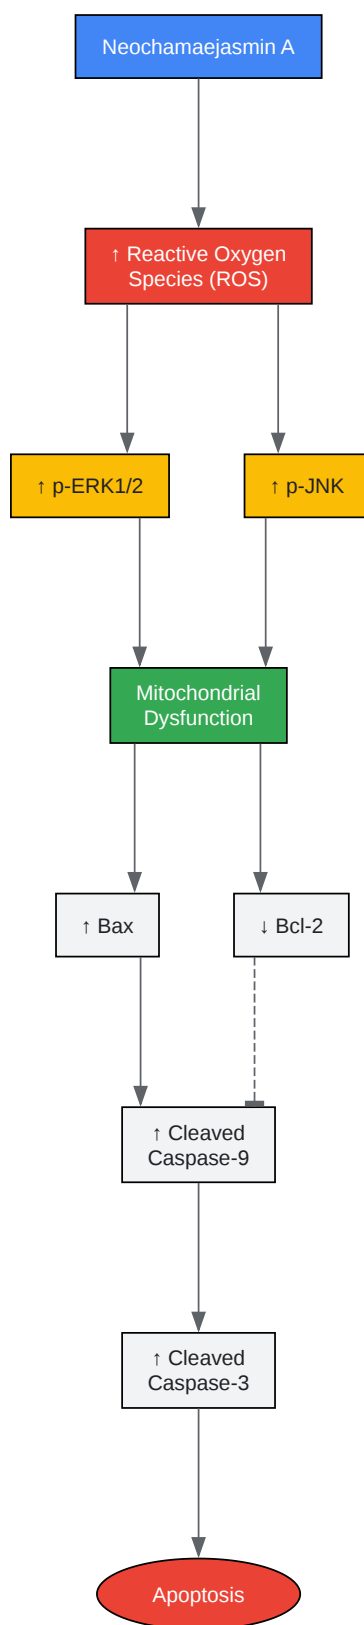 Neochamaejasmin A
↑ Reactive Oxygen
Species (ROS)
↑ p-ERK1/2
↑ p-JNK
Mitochondrial
Dysfunction
↑ Bax
↓ Bcl-2
↑ Cleaved
Caspase-9
↑ Cleaved
Caspase-3
Apoptosis